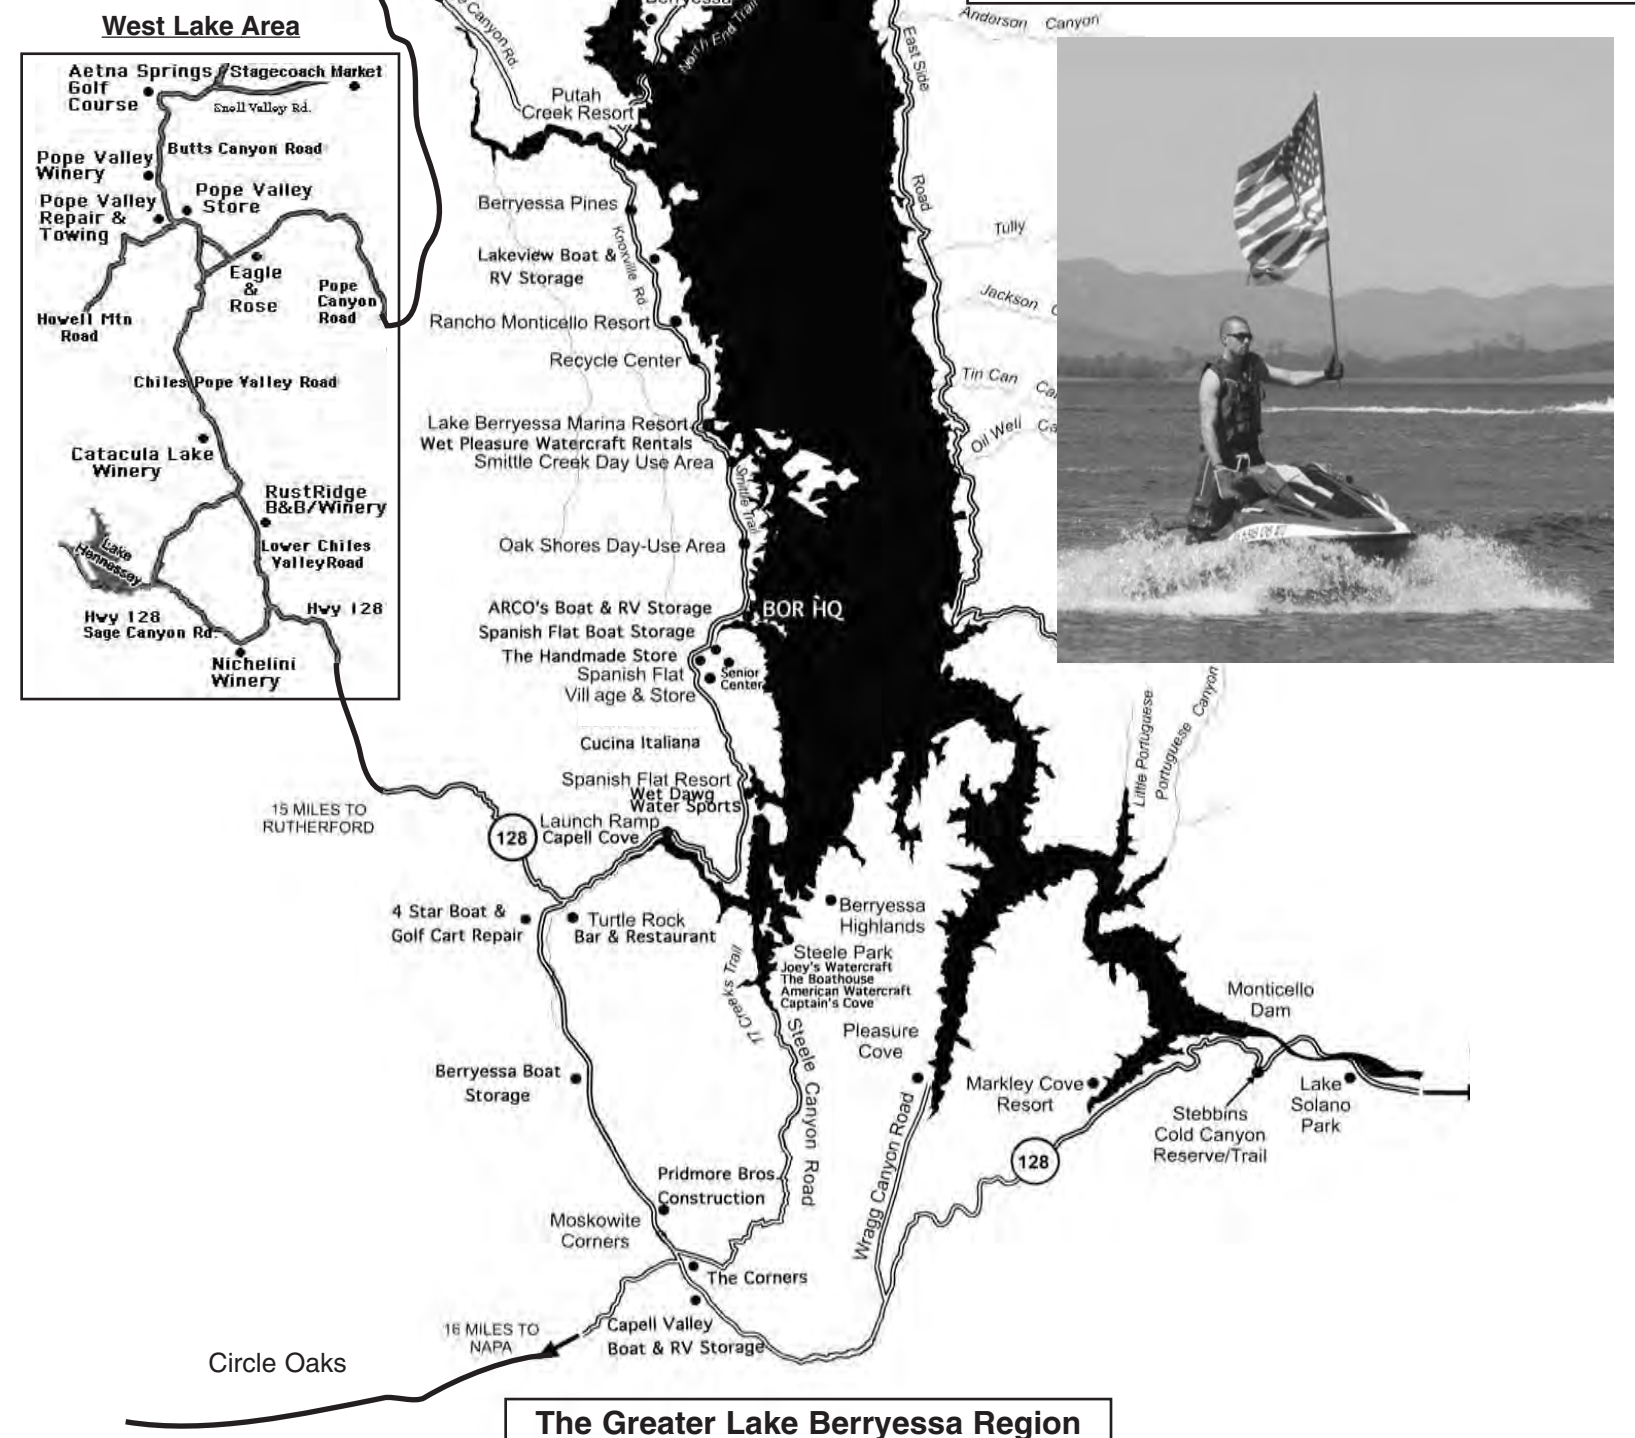 West Lake Area
Aetna Springs
Golf
Course
Stagecoach Market
Snell Valley Rd.
Butts Canyon Road
Pope Valley
Winery
Pope Valley
Store
Pope Valley
Repair &
Towing
Eagle
&
Rose
Pope
Canyon
Road
Howell Mtn
Road
Chiles Pope Valley Road
Catacula Lake
Winery
RustRidge
B&B/Winery
Lower Chiles
Valley Road
Lake
Hennessey
Hwy 128
Hwy 128
Sage Canyon Rd.
Nichelini
Winery
Berryessa
Canyon Rd.
North End Trail
Putah
Creek Resort
East Side
Road
Anderson Canyon
Berryessa Pines
Knoxville Rd
Lakeview Boat &
RV Storage
Rancho Monticello Resort
Recycle Center
Lake Berryessa Marina Resort
Wet Pleasure Watercraft Rentals
Smittle Creek Day Use Area
Smittle Trail
Oak Shores Day-Use Area
ARCO's Boat & RV Storage
BOR HQ
Spanish Flat Boat Storage
The Handmade Store
Spanish Flat
Village & Store
Senior
Center
Tully
Jackson
Tin Can
Oil Well
Cucina Italiana
Spanish Flat Resort
Wet Dawg
Water Sports
Launch Ramp
Capell Cove
15 MILES TO
RUTHERFORD
128
Little Portuguese
Portuguese Canyon
4 Star Boat &
Golf Cart Repair
Turtle Rock
Bar & Restaurant
Berryessa
Highlands
Steele Park
Joey's Watercraft
The Boathouse
American Watercraft
Captain's Cove
17 Creeks Trail
Steele Canyon Road
Pleasure
Cove
Monticello
Dam
Berryessa Boat
Storage
Markley Cove
Resort
Lake
Solano
Park
Stebbins
Cold Canyon
Reserve/Trail
128
Wragg Canyon Road
Pridmore Bros.
Construction
Moskowite
Corners
The Corners
16 MILES TO
NAPA
Capell Valley
Boat & RV Storage
Circle Oaks
The Greater Lake Berryessa Region